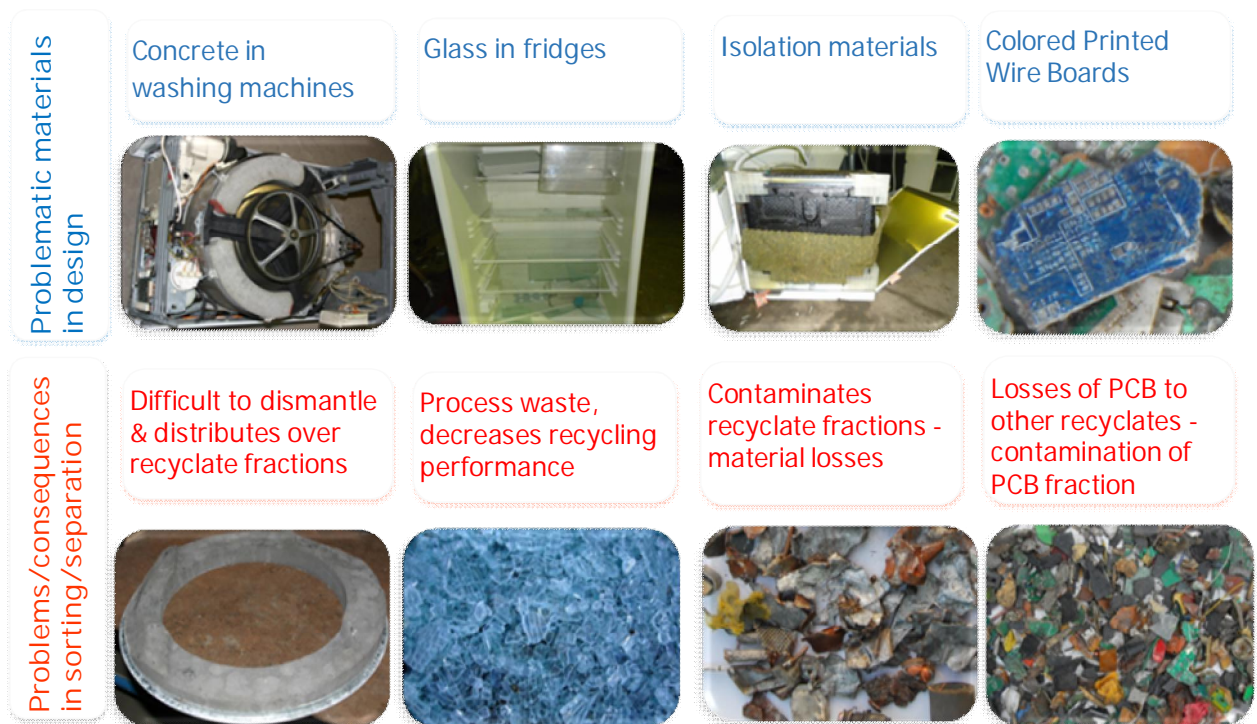 Problematic materials
in design
Concrete in
washing machines
Glass in fridges
Isolation materials
Colored Printed
Wire Boards
Problems/consequences
in sorting/separation
Difficult to dismantle
& distributes over
recyclate fractions
Process waste,
decreases recycling
performance
Contaminates
recyclate fractions -
material losses
Losses of PCB to
other recyclates -
contamination of
PCB fraction